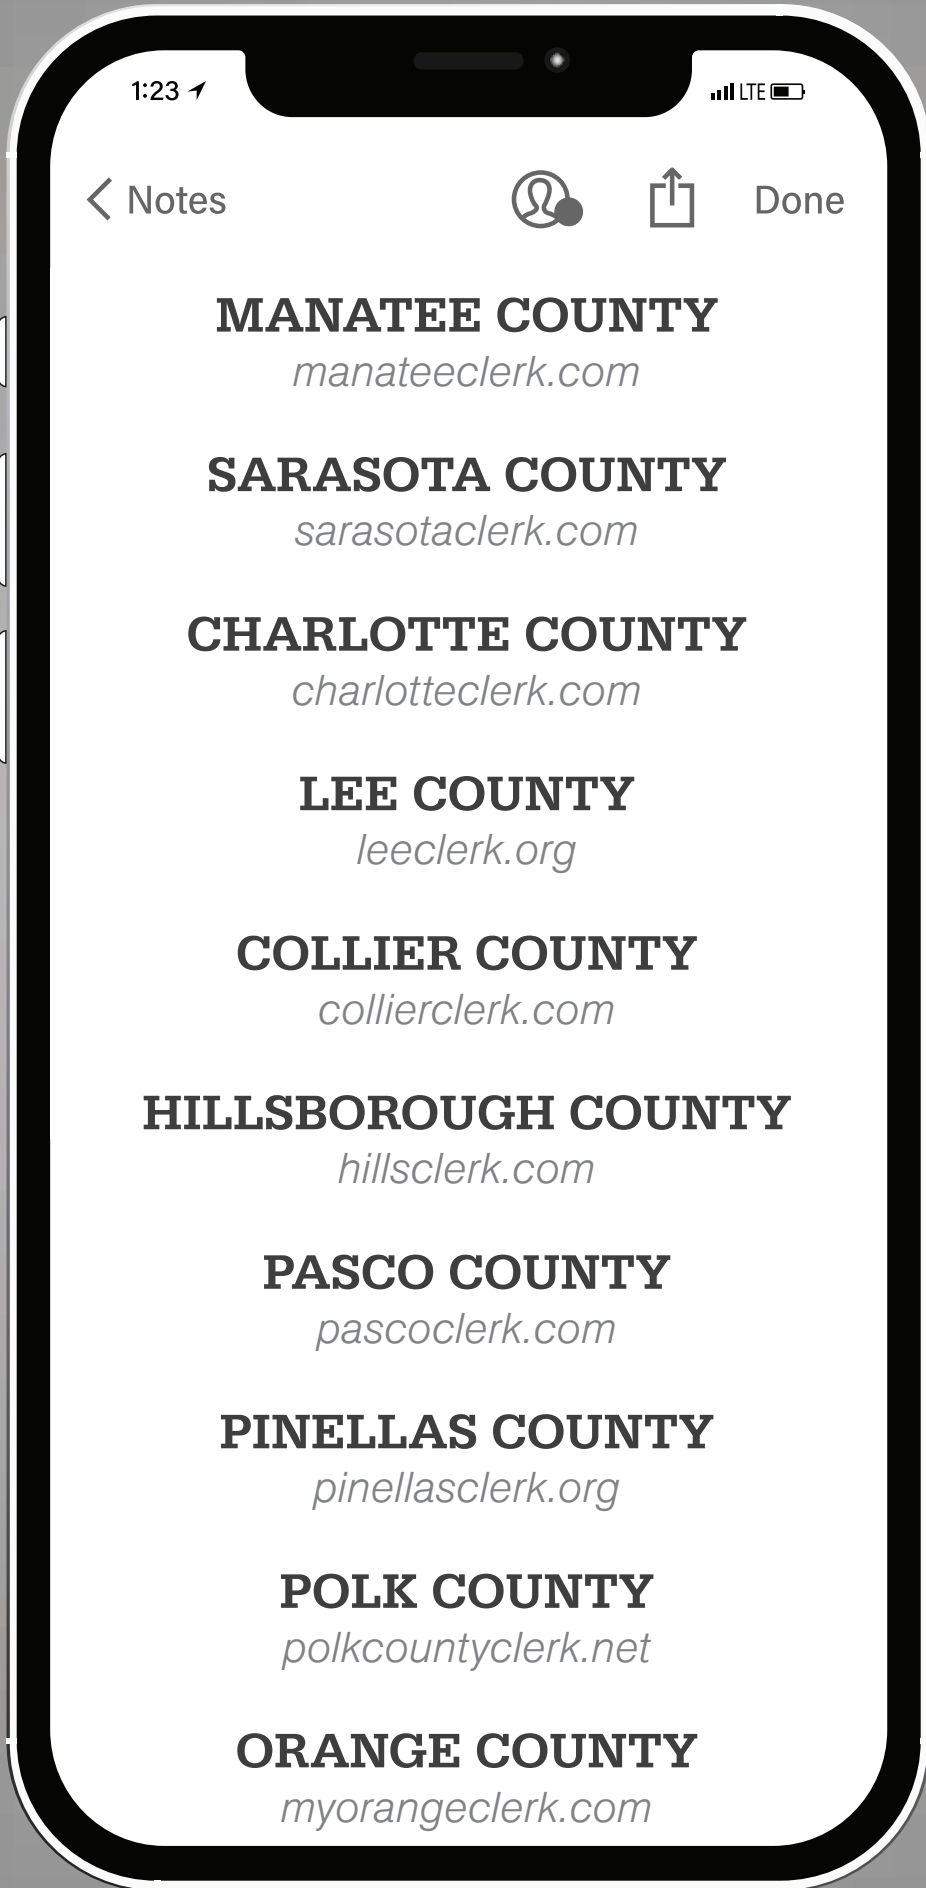 1:23 LTE
Notes Done
MANATEE COUNTY
manateeclerk.com
SARASOTA COUNTY
sarasotaclerk.com
CHARLOTTE COUNTY
charlotteclerk.com
LEE COUNTY
leeclerk.org
COLLIER COUNTY
collierclerk.com
HILLSBOROUGH COUNTY
hillsclerk.com
PASCO COUNTY
pascoclerk.com
PINELLAS COUNTY
pinellasclerk.org
POLK COUNTY
polkcountyclerk.net
ORANGE COUNTY
myorangeclerk.com